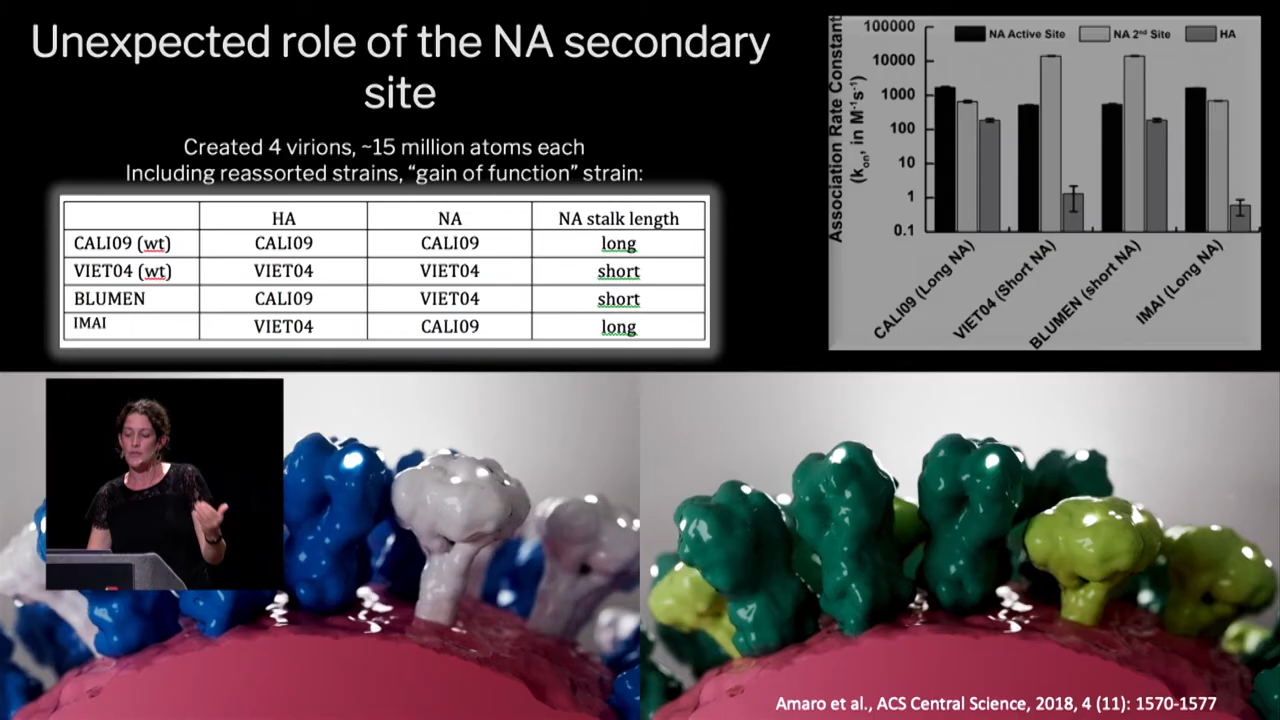 Unexpected role of the NA secondary
site
Created 4 virions, ~15 million atoms each
Including reassorted strains, “gain of function” strain:
HA NA NA stalk length
CALI09 (wt) CALI09 CALI09 long
VIET04 (wt) VIET04 VIET04 short
BLUMEN CALI09 VIET04 short
IMAI VIET04 CALI09 long
Association Rate Constant
(kon, in M-1s-1)
NA Active Site NA 2nd Site HA
100000
10000
1000
100
10
1
0.1
CALI09 (Long NA)
VIET04 (Short NA)
BLUMEN (short NA)
IMAI (Long NA)
Amaro et al., ACS Central Science, 2018, 4 (11): 1570-1577